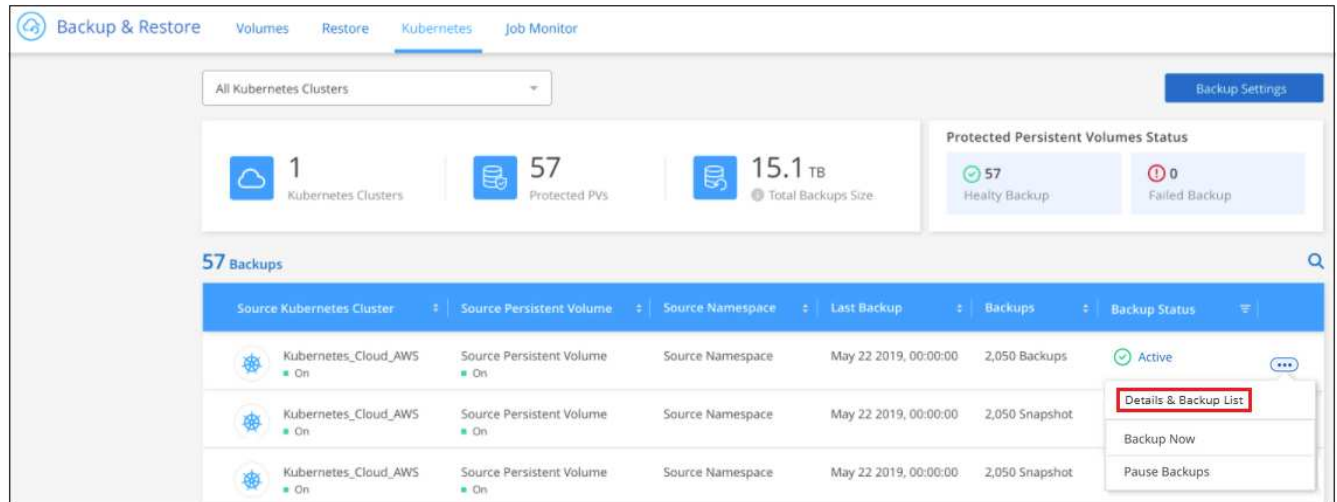 Backup & Restore Volumes Restore Kubernetes Job Monitor
All Kubernetes Clusters
Backup Settings
1
Kubernetes Clusters
57
Protected PVs
15.1 TB
Total Backups Size
Protected Persistent Volumes Status
57
Healty Backup
0
Failed Backup
57 Backups
Source Kubernetes Cluster Source Persistent Volume Source Namespace Last Backup Backups Backup Status
Kubernetes_Cloud_AWS Source Persistent Volume Source Namespace May 22 2019, 00:00:00 2,050 Backups Active
On On
Details & Backup List
Kubernetes_Cloud_AWS Source Persistent Volume Source Namespace May 22 2019, 00:00:00 2,050 Snapshot
On On
Backup Now
Kubernetes_Cloud_AWS Source Persistent Volume Source Namespace May 22 2019, 00:00:00 2,050 Snapshot
On On
Pause Backups